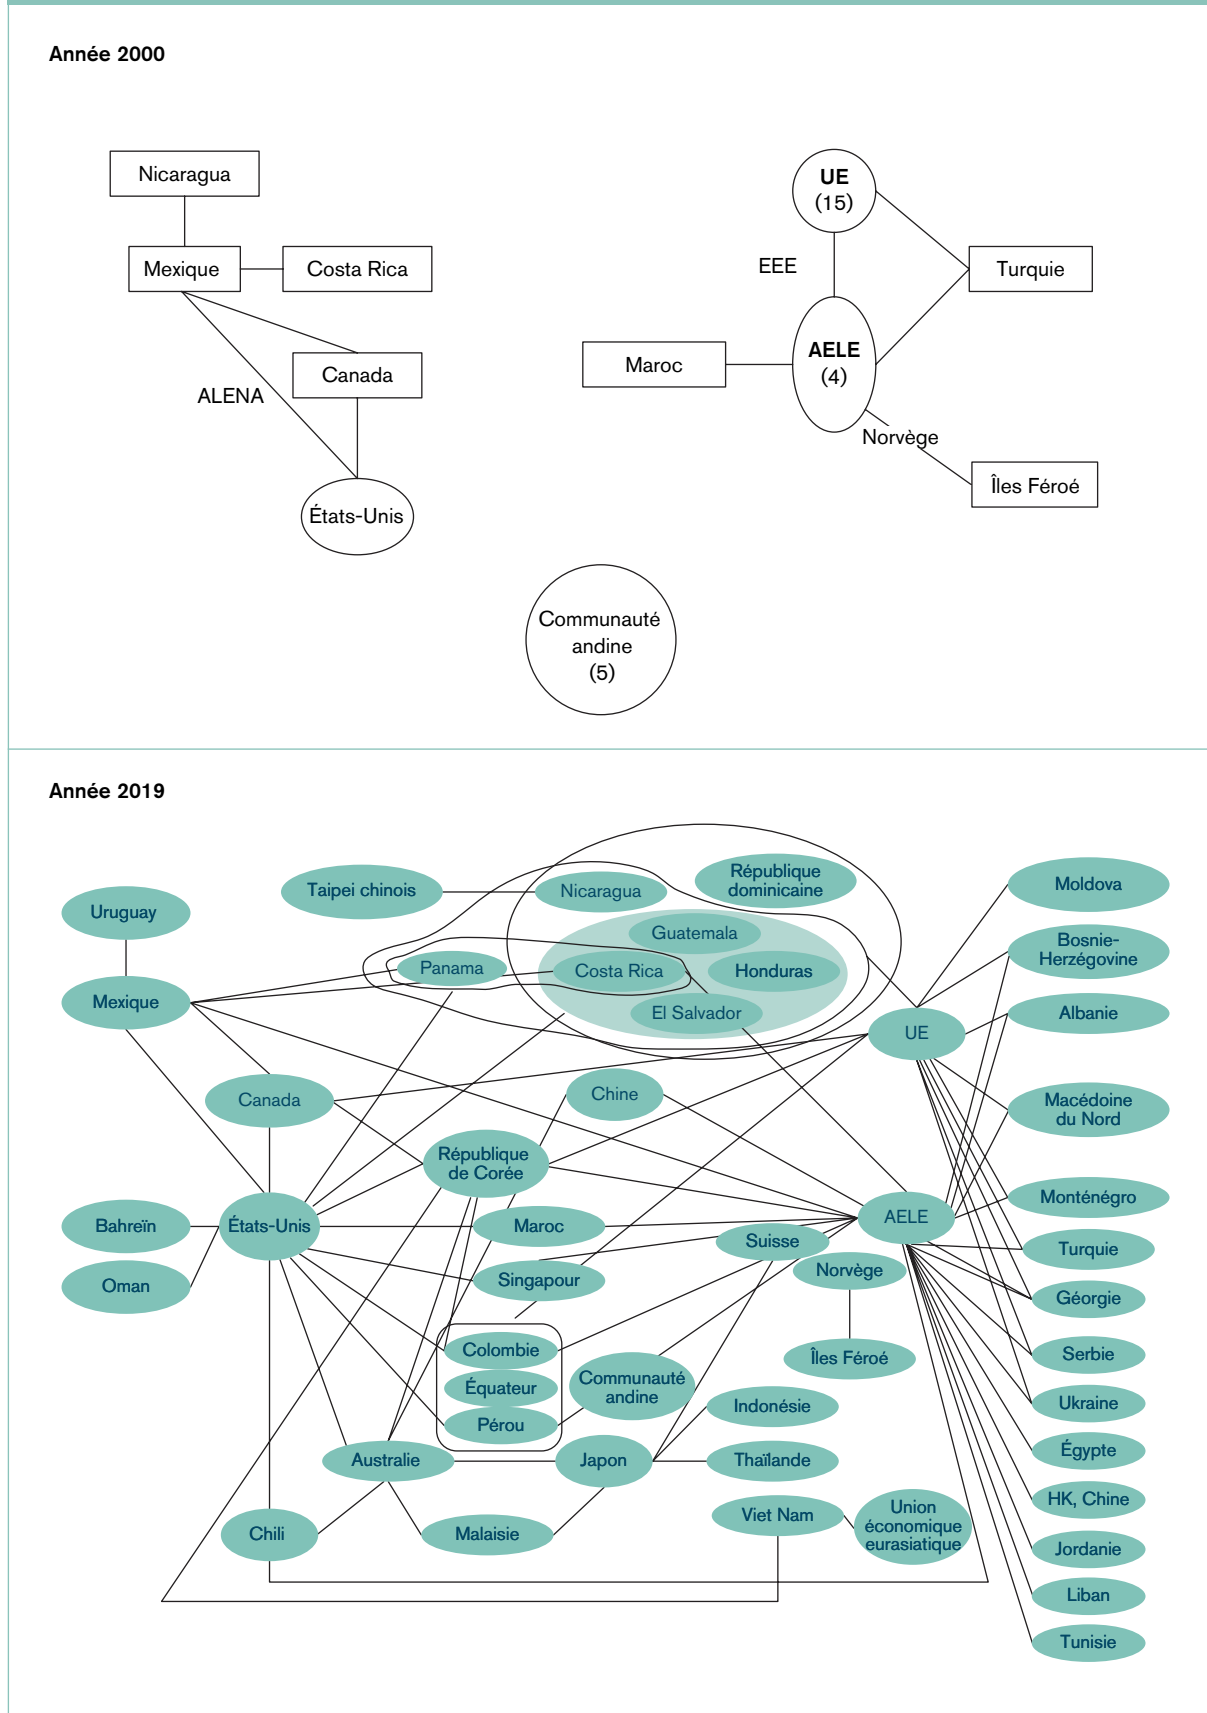 Année 2000
Nicaragua
Mexique
Costa Rica
Canada
ALENA
États-Unis
UE
(15)
EEE
Turquie
Maroc
AELE
(4)
Norvège
Îles Féroé
Communauté
andine
(5)
Année 2019
Taipei chinois
Nicaragua
République
dominicaine
Moldova
Uruguay
Guatemala
Bosnie-
Herzégovine
Panama
Costa Rica
Honduras
Mexique
El Salvador
UE
Albanie
Canada
Chine
Macédoine
du Nord
République
de Corée
Monténégro
Bahreïn
États-Unis
Maroc
AELE
Suisse
Turquie
Oman
Singapour
Norvège
Géorgie
Colombie
Îles Féroé
Serbie
Équateur
Communauté
andine
Indonésie
Ukraine
Pérou
Égypte
Australie
Japon
Thaïlande
HK, Chine
Chili
Malaisie
Viet Nam
Union
économique
eurasiatique
Jordanie
Liban
Tunisie